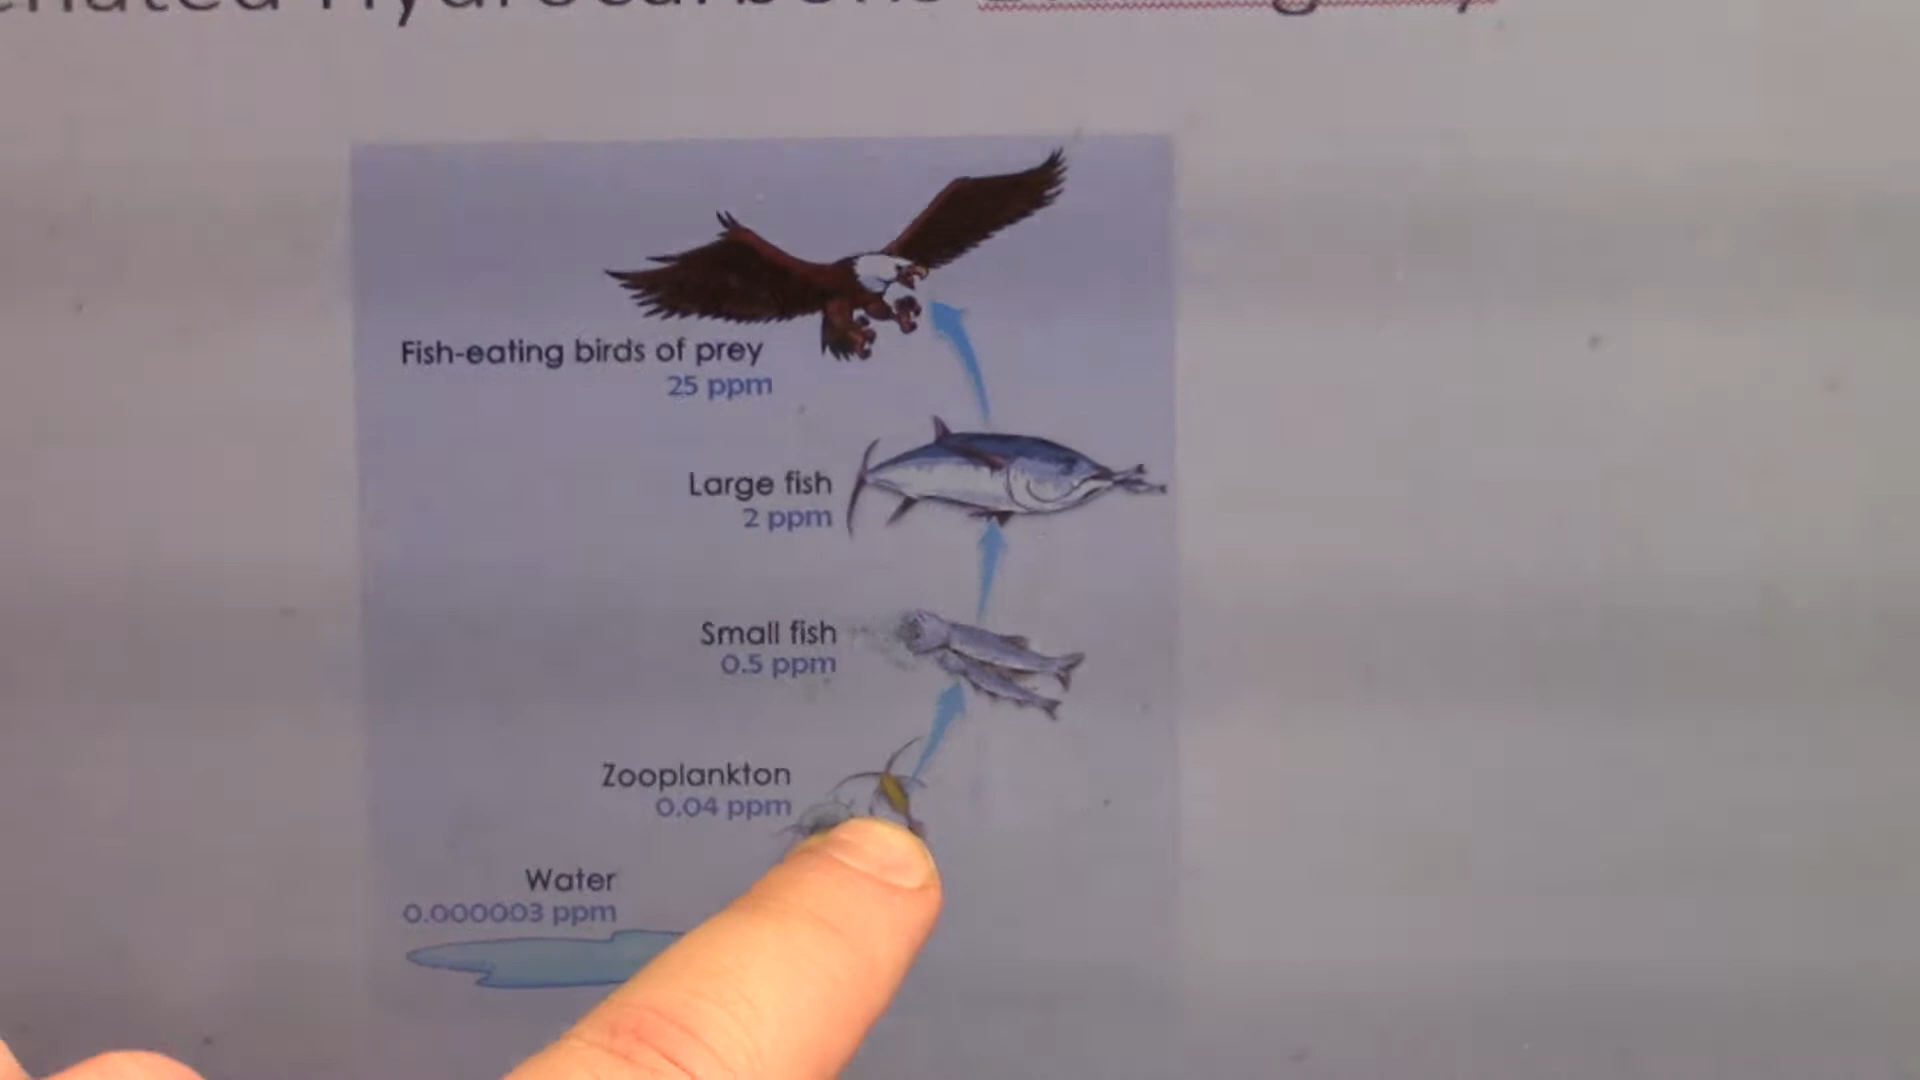 Hydrocarbons
Fish-eating birds of prey
25 ppm
Large fish
2 ppm
Small fish
0.5 ppm
Zooplankton
0.04 ppm
Water
0.000003 ppm